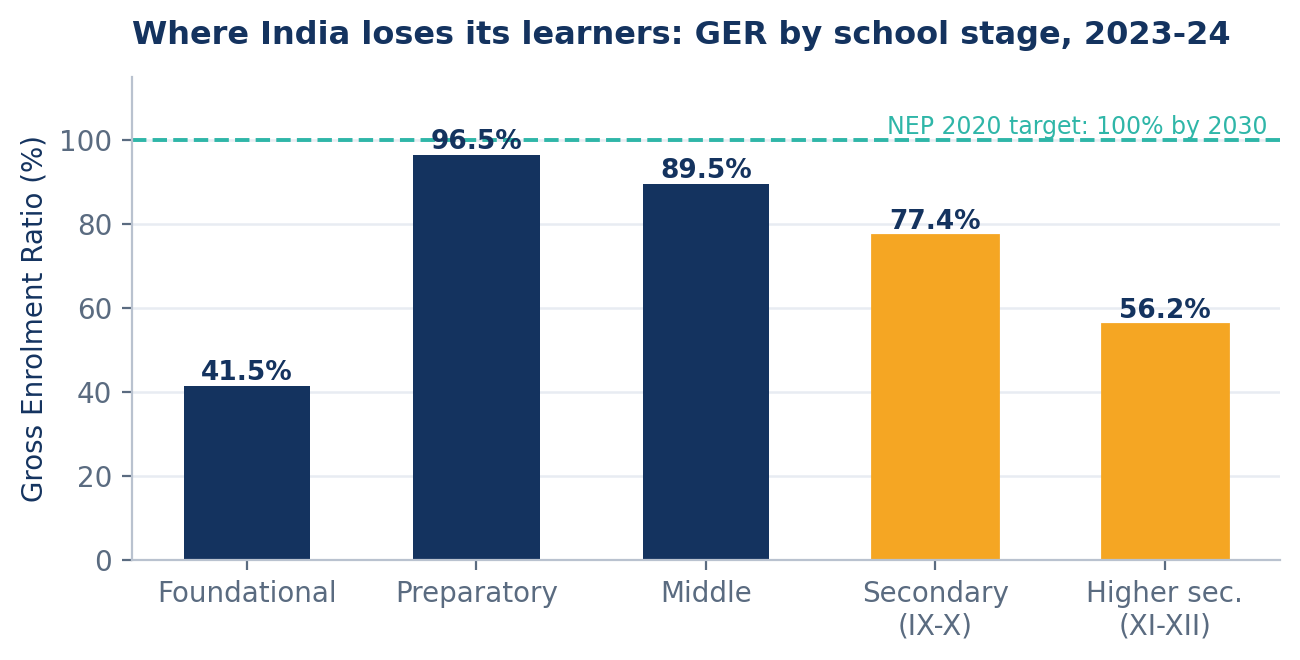 Where India loses its learners: GER by school stage, 2023-24
NEP 2020 target: 100% by 2030
Gross Enrolment Ratio (%)
100
80
60
40
20
0
41.5%
96.5%
89.5%
77.4%
56.2%
Foundational
Preparatory
Middle
Secondary
(IX-X)
Higher sec.
(XI-XII)